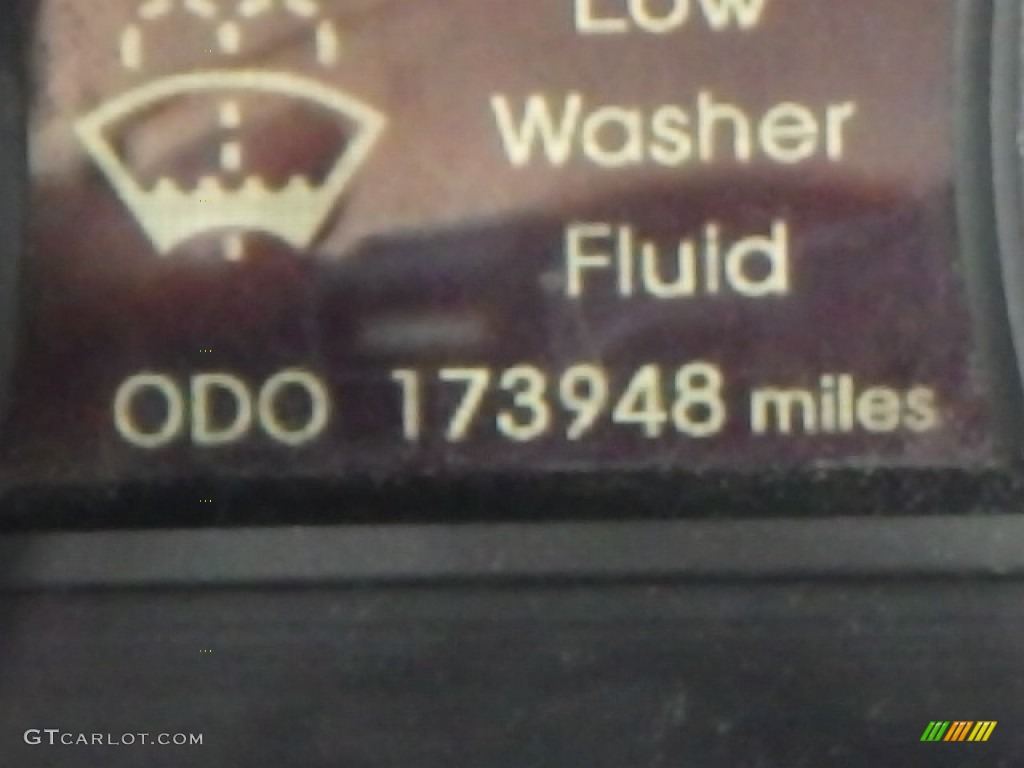 Low
Washer
Fluid
ODO 173948 miles
GTCARLOT.COM